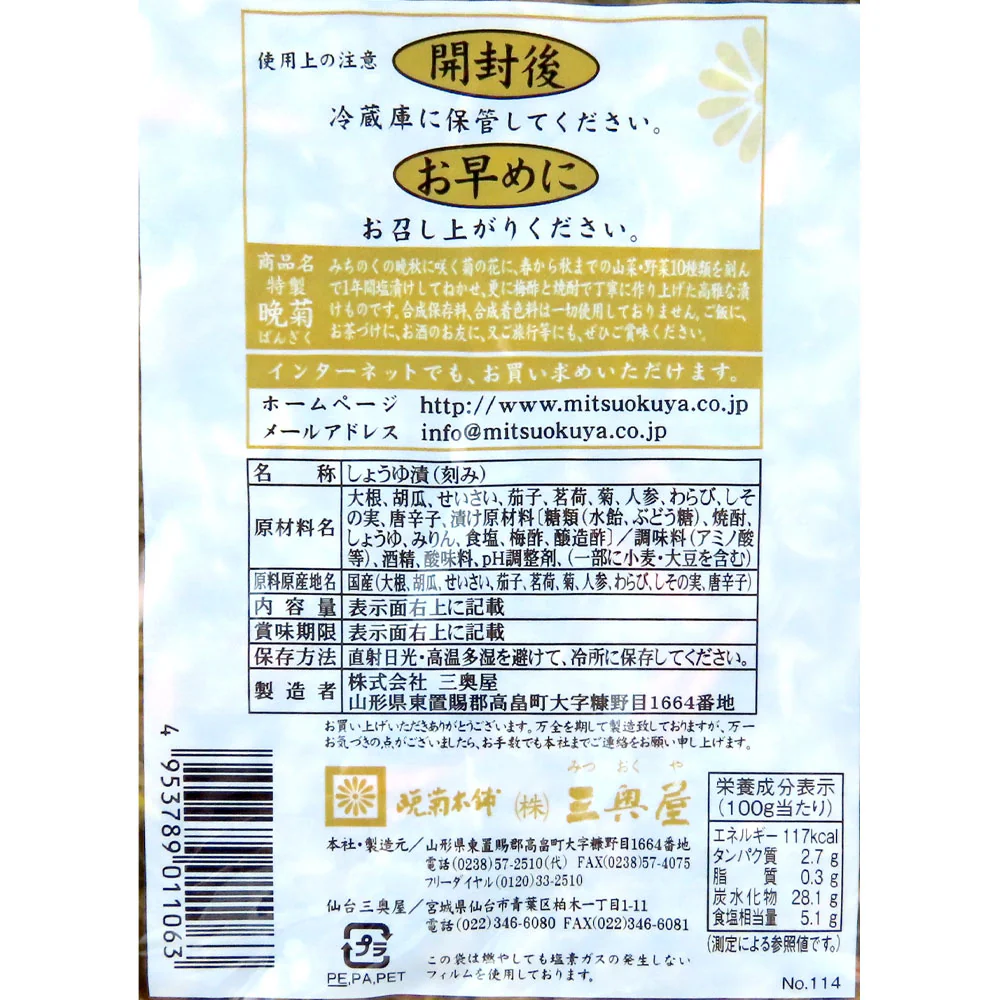 使用上の注意 開封後
冷蔵庫に保管してください。
お早めに
お召し上がりください。
商品名
特製
晩菊
ばんぎく
みちのくの晩秋に咲く菊の花に、春から秋までの山菜・野菜10種類を刻ん
で1年間塩漬けしてねかせ、更に梅酢と焼酎で丁寧に作り上げた高雅な漬
けものです。合成保存料、合成着色料は一切使用しておりません。ご飯に、
お茶づけに、お酒のお友に、又ご旅行等にも、ぜひご賞味ください。
インターネットでも、お買い求めいただけます。
ホームページ http://www.mitsuokuya.co.jp
メールアドレス info@mitsuokuya.co.jp
名称 しょうゆ漬(刻み)
原材料名 大根、胡瓜、せいさい、茄子、茗荷、菊、人参、わらび、しそ
の実、唐辛子、漬け原材料〔糖類(水飴、ぶどう糖)、焼酎、
しょうゆ、みりん、食塩、梅酢、醸造酢〕/調味料(アミノ酸
等)、酒精、酸味料、pH調整剤、(一部に小麦・大豆を含む)
原料原産地名 国産(大根、胡瓜、せいさい、茄子、茗荷、菊、人参、わらび、しその実、唐辛子)
内容量 表示面右上に記載
賞味期限 表示面右上に記載
保存方法 直射日光・高温多湿を避けて、冷所に保存してください。
製造者 株式会社 三奥屋
山形県東置賜郡高畠町大字糠野目1664番地
お買い上げいただきありがとうございます。万全を期して製造致しておりますが、万一
お気づきの点がございましたら、お手数でも本社までご連絡をお願い申し上げます。
みつおくや
晩菊本舗 (株) 三奥屋
本社・製造元/山形県東置賜郡高畠町大字糠野目1664番地
電話(0238)57-2510(代) FAX(0238)57-4075
フリーダイヤル(0120)33-2510
仙台三奥屋/宮城県仙台市青葉区柏木一丁目1-11
電話(022)346-6080 FAX(022)346-6081
プラ
PE,PA,PET
この袋は燃やしても塩素ガスの発生しない
フィルムを使用しております。
4 953789 011063
栄養成分表示
(100g当たり)
エネルギー 117kcal
タンパク質 2.7g
脂質 0.3g
炭水化物 28.1g
食塩相当量 5.1g
(測定による参照値です。)
No.114